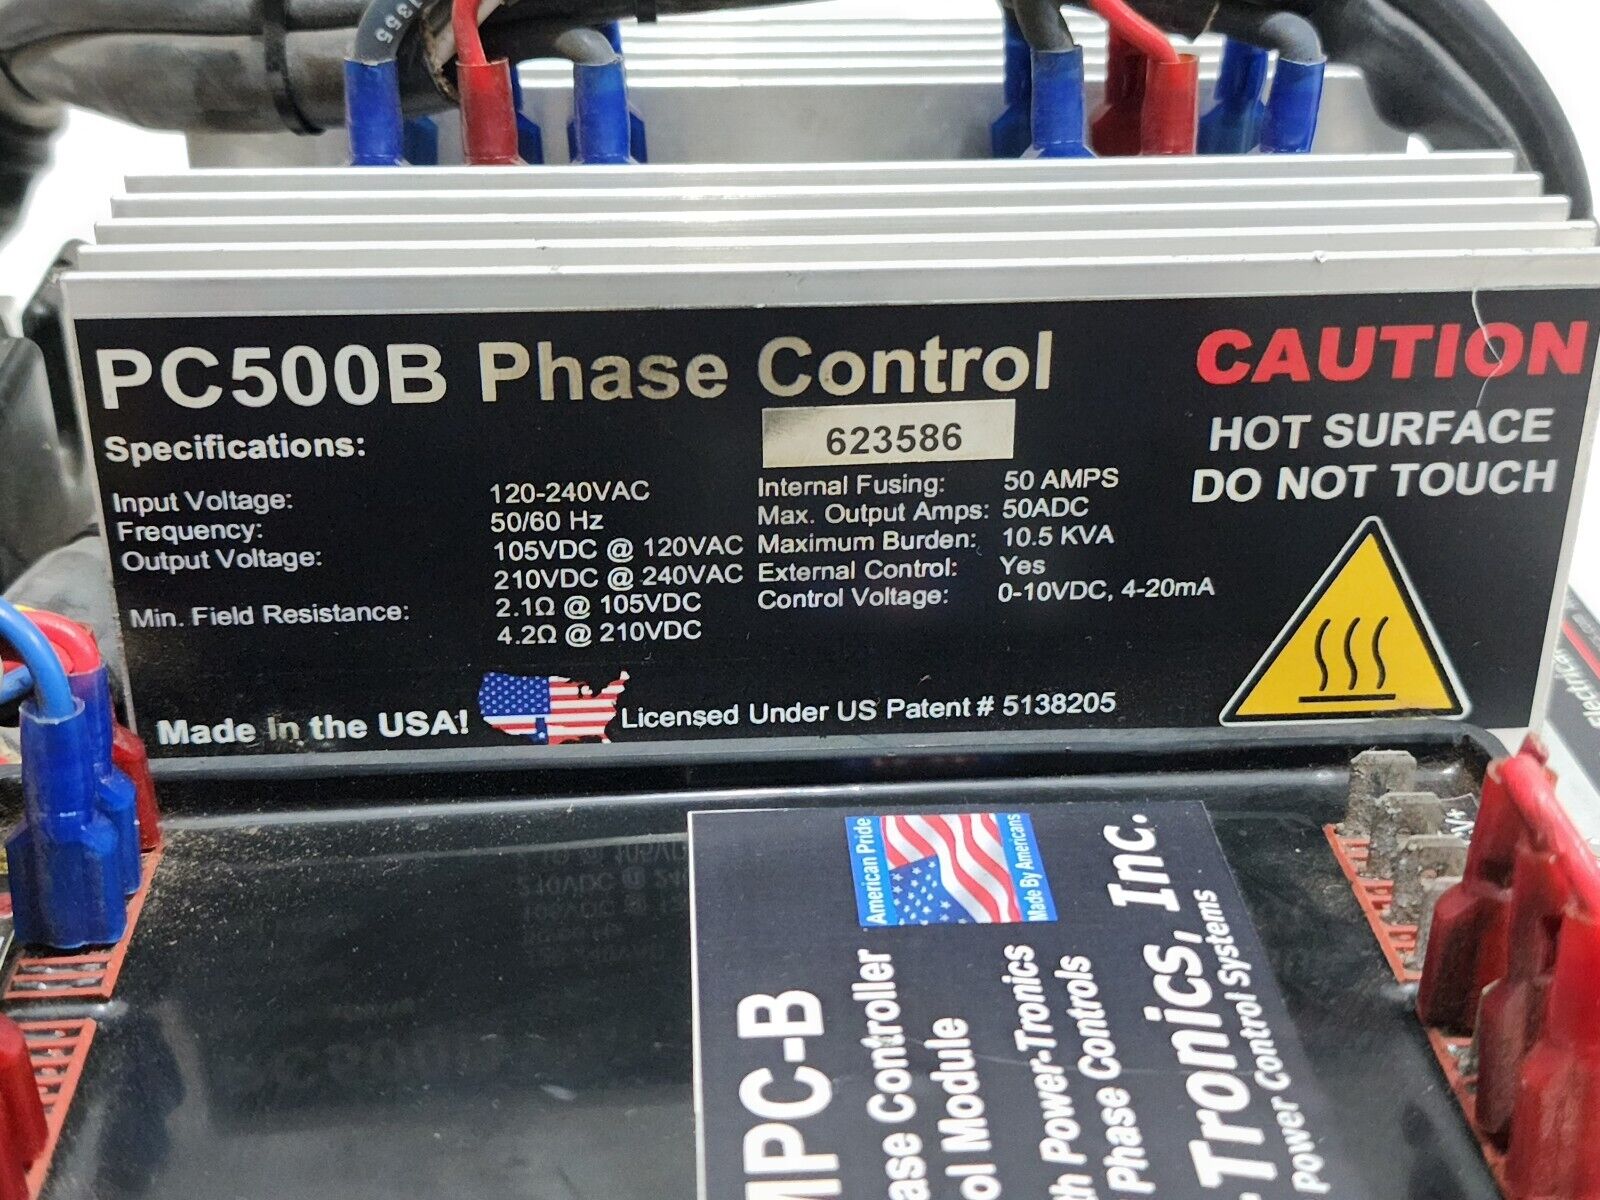 1355
PC500B Phase Control
623586
Specifications:
Input Voltage: 120-240VAC
Frequency: 50/60 Hz
Output Voltage: 105VDC @ 120VAC
210VDC @ 240VAC
Min. Field Resistance: 2.1Ω @ 105VDC
4.2Ω @ 210VDC
Internal Fusing: 50 AMPS
Max. Output Amps: 50ADC
Maximum Burden: 10.5 KVA
External Control: Yes
Control Voltage: 0-10VDC, 4-20mA
Made In the USA!
Licensed Under US Patent # 5138205
CAUTION
HOT SURFACE
DO NOT TOUCH
American Pride
Made By Americans
MPC-B
ase Controller
ol Module
th Power-Tronics
Phase Controls
-Tronics, Inc.
Power Control Systems
V+
Electrical